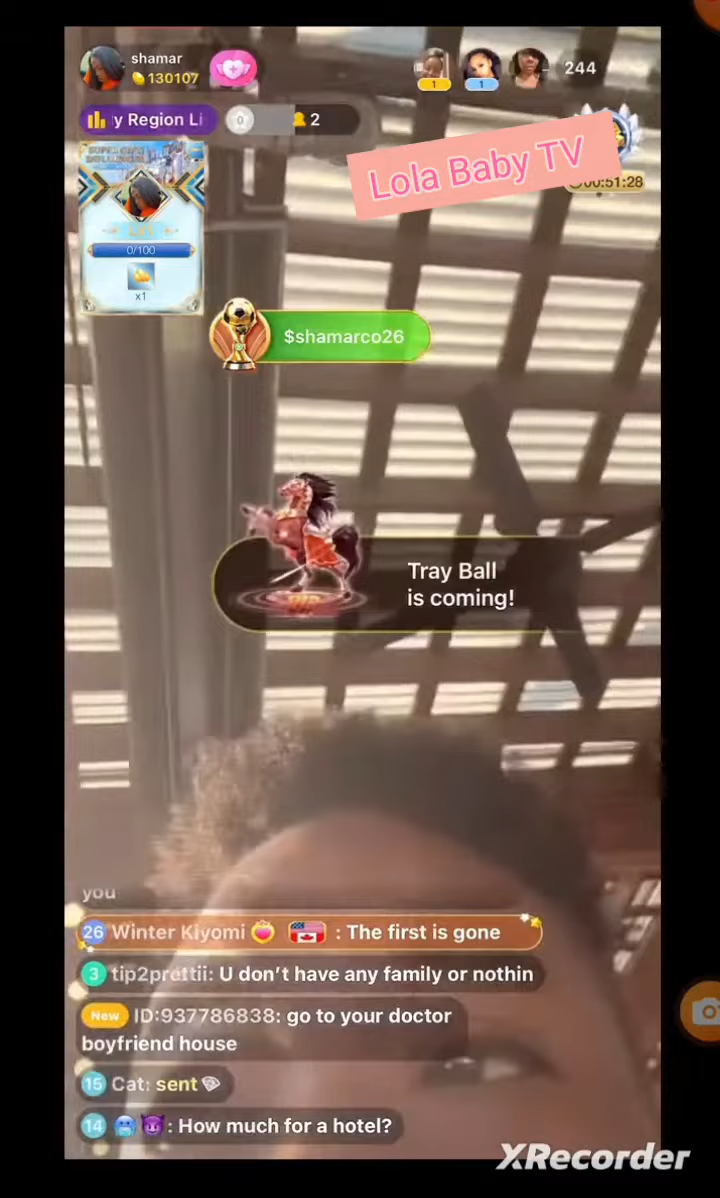 shamar
130107
244
1
1
y Region Li
0
2
Lola Baby TV
00:51:28
0/100
x1
$shamarco26
Tray Ball
is coming!
you
26 Winter Kiyomi : The first is gone
3 tip2prettii: U don't have any family or nothin
New ID:937786838: go to your doctor
boyfriend house
15 Cat: sent
14 : How much for a hotel?
XRecorder